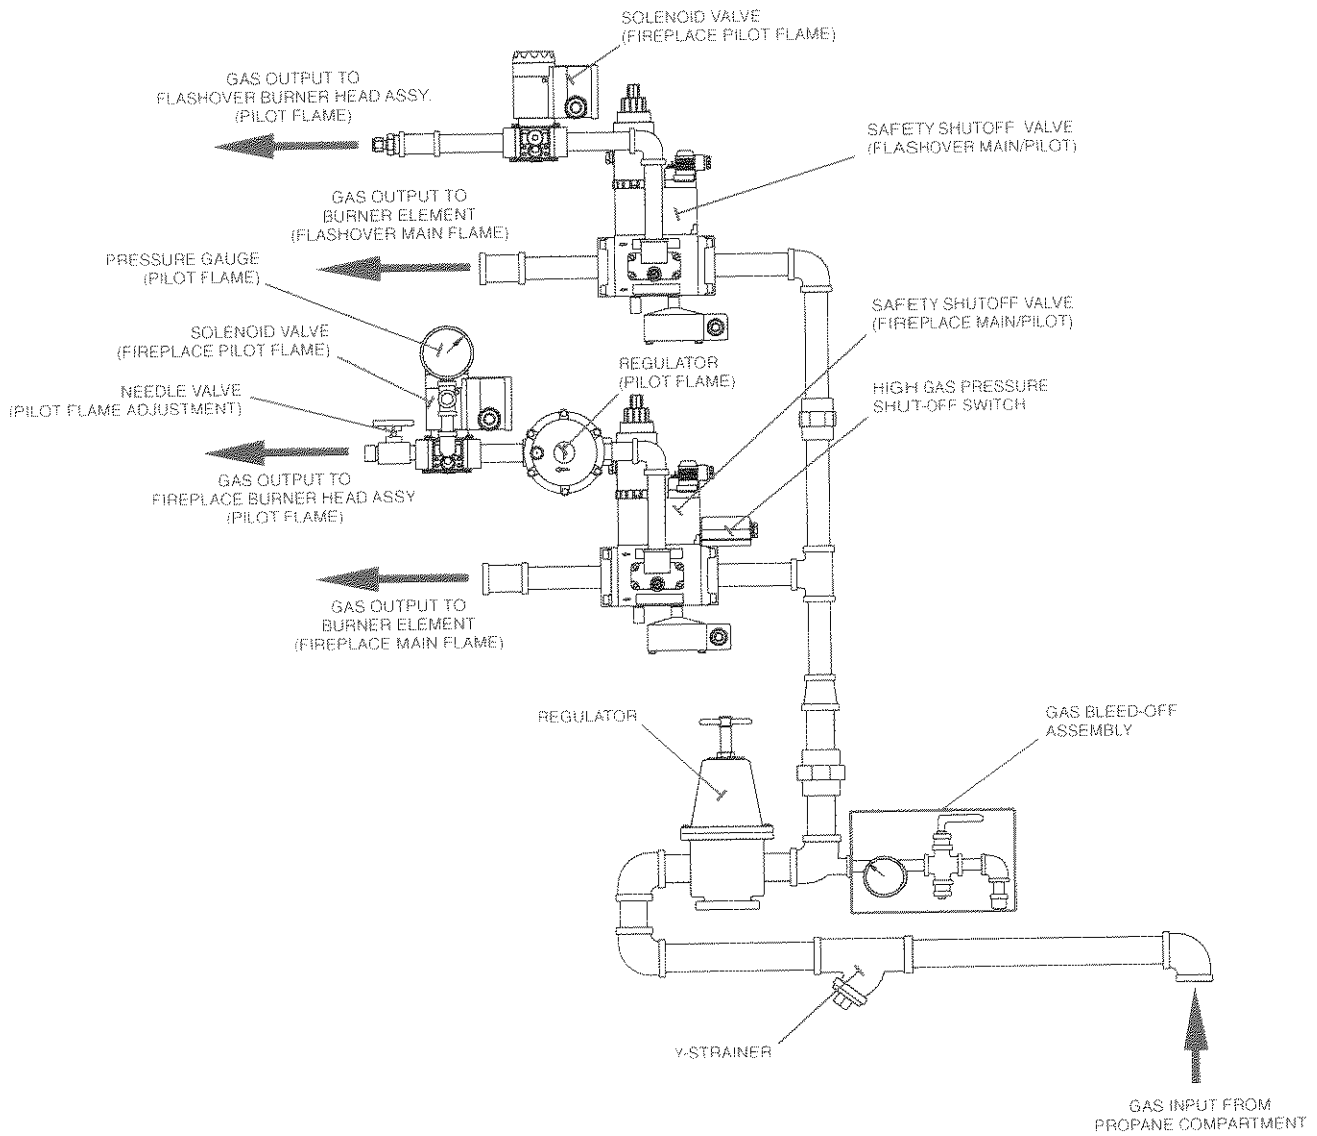 SOLENOID VALVE
(FIREPLACE PILOT FLAME)
GAS OUTPUT TO
FLASHOVER BURNER HEAD ASSY.
(PILOT FLAME)
SAFETY SHUTOFF VALVE
(FLASHOVER MAIN/PILOT)
GAS OUTPUT TO
BURNER ELEMENT
(FLASHOVER MAIN FLAME)
PRESSURE GAUGE
(PILOT FLAME)
SAFETY SHUTOFF VALVE
(FIREPLACE MAIN/PILOT)
SOLENOID VALVE
(FIREPLACE PILOT FLAME)
REGULATOR
(PILOT FLAME)
NEEDLE VALVE
(PILOT FLAME ADJUSTMENT)
HIGH GAS PRESSURE
SHUT-OFF SWITCH
GAS OUTPUT TO
FIREPLACE BURNER HEAD ASSY
(PILOT FLAME)
GAS OUTPUT TO
BURNER ELEMENT
(FIREPLACE MAIN FLAME)
REGULATOR
GAS BLEED-OFF
ASSEMBLY
Y-STRAINER
GAS INPUT FROM
PROPANE COMPARTMENT